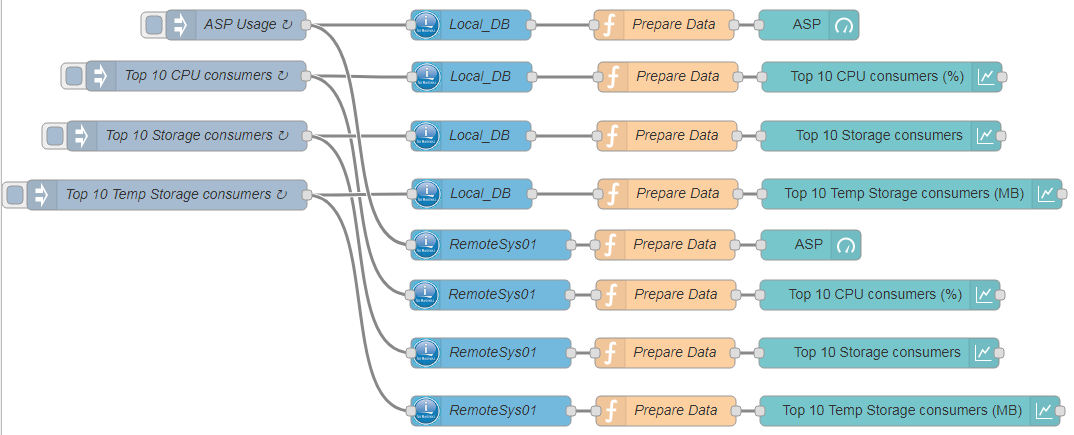 ASP Usage ↻ Local_DB Prepare Data ASP
Top 10 CPU consumers ↻ Local_DB Prepare Data Top 10 CPU consumers (%)
Top 10 Storage consumers ↻ Local_DB Prepare Data Top 10 Storage consumers
Top 10 Temp Storage consumers ↻ Local_DB Prepare Data Top 10 Temp Storage consumers (MB)
RemoteSys01 Prepare Data ASP
RemoteSys01 Prepare Data Top 10 CPU consumers (%)
RemoteSys01 Prepare Data Top 10 Storage consumers
RemoteSys01 Prepare Data Top 10 Temp Storage consumers (MB)